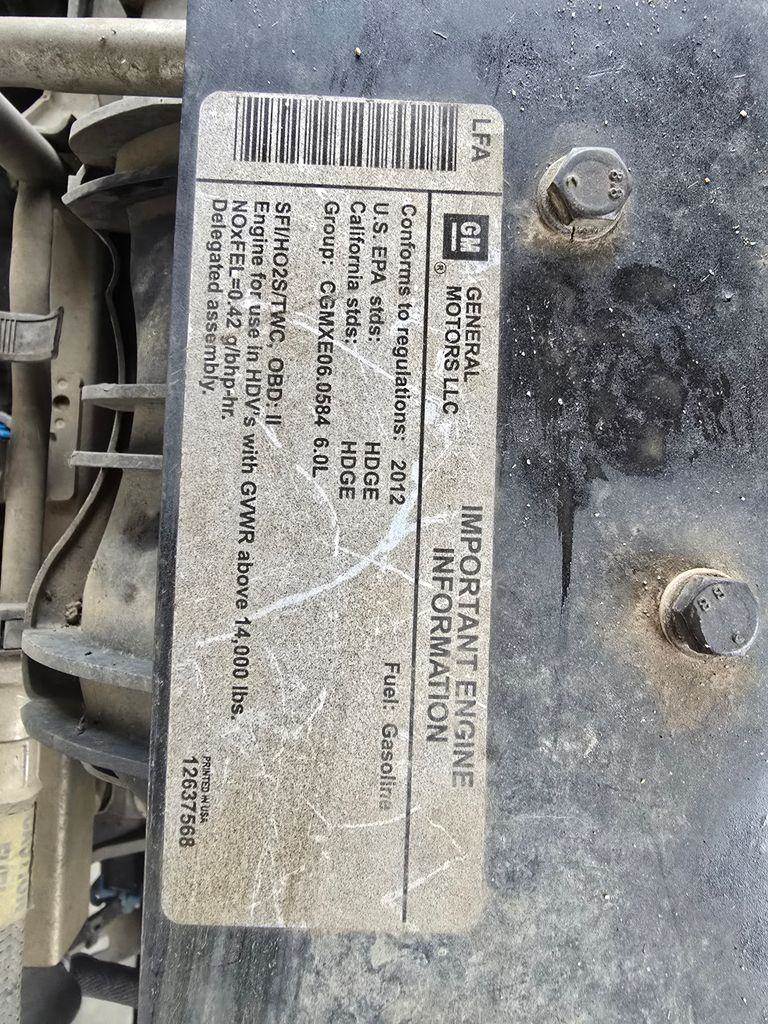 LFA
GM
®
GENERAL
MOTORS LLC
IMPORTANT ENGINE
INFORMATION
Conforms to regulations: 2012 Fuel: Gasoline
U.S. EPA stds: HDGE
California stds: HDGE
Group: CGMXE06.0584 6.0L
SFI/HO2S/TWC, OBD: II
Engine for use in HDV's with GVWR above 14,000 lbs.
NOxFEL=0.42 g/bhp-hr.
Delegated assembly.
PRINTED IN USA
12637568
8.8